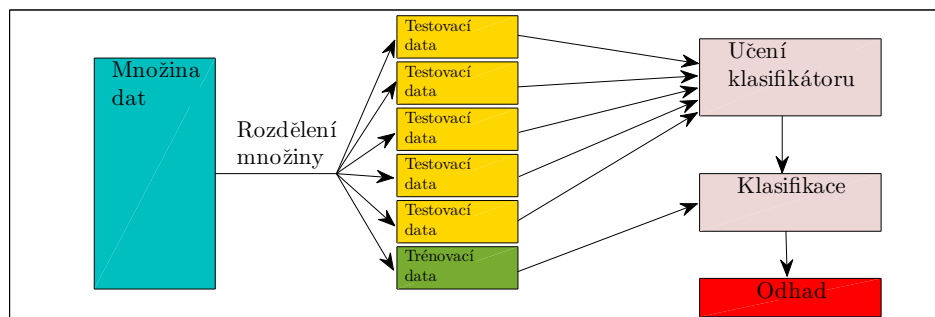 Množina
dat
Rozdělení
množiny
Testovací
data
Testovací
data
Testovací
data
Testovací
data
Testovací
data
Trénovací
data
Učení
klasifikátoru
Klasifikace
Odhad